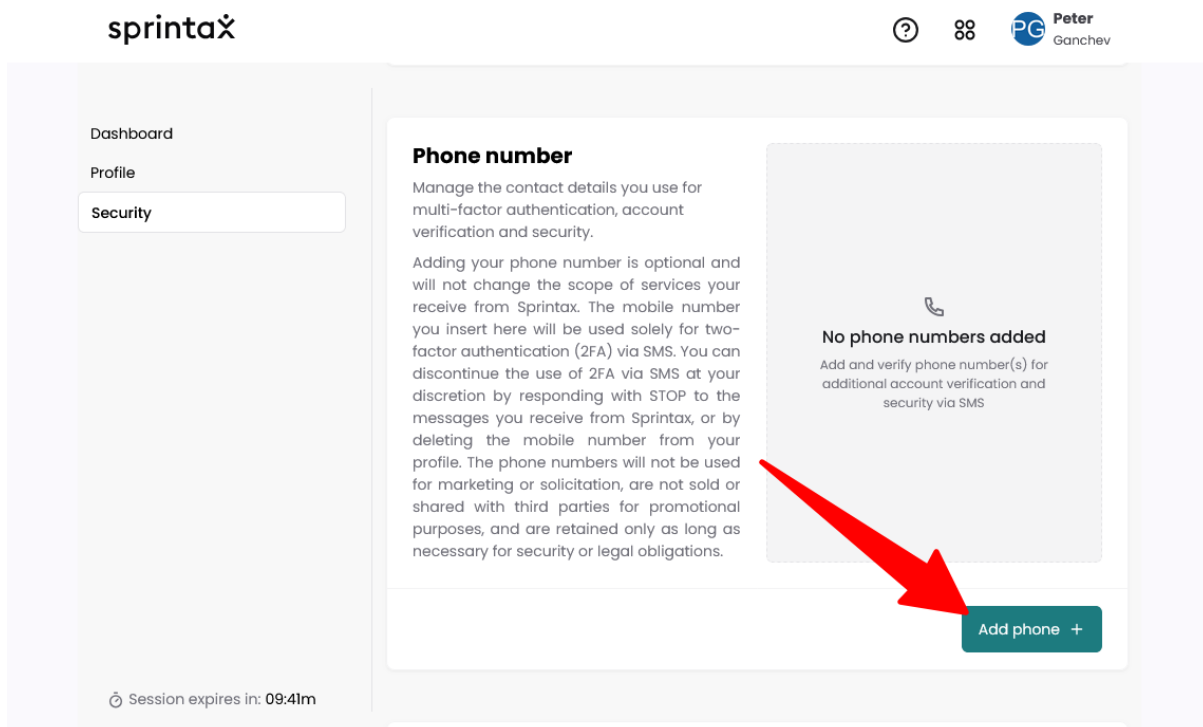 sprintax
PG
Peter
Ganchev
Dashboard
Profile
Security
Phone number
Manage the contact details you use for
multi-factor authentication, account
verification and security.
Adding your phone number is optional and
will not change the scope of services your
receive from Sprintax. The mobile number
you insert here will be used solely for two-
factor authentication (2FA) via SMS. You can
discontinue the use of 2FA via SMS at your
discretion by responding with STOP to the
messages you receive from Sprintax, or by
deleting the mobile number from your
profile. The phone numbers will not be used
for marketing or solicitation, are not sold or
shared with third parties for promotional
purposes, and are retained only as long as
necessary for security or legal obligations.
No phone numbers added
Add and verify phone number(s) for
additional account verification and
security via SMS
Add phone +
Session expires in: 09:41m